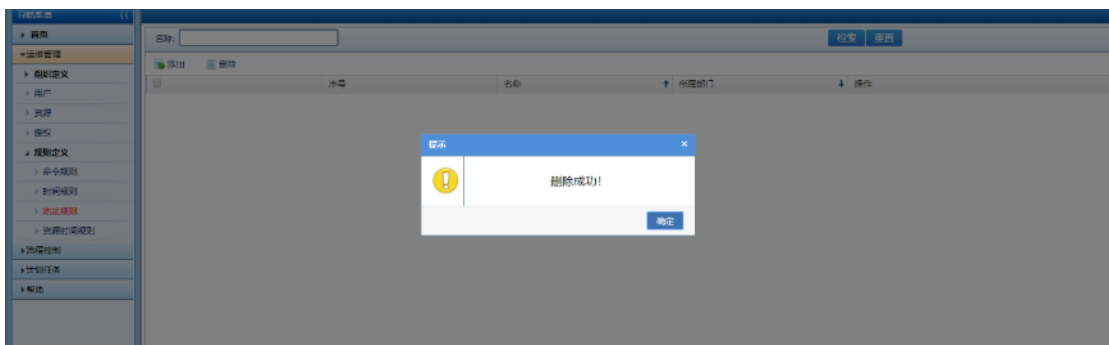 导航菜单
首页
运维管理
组织定义
用户
资源
授权
规则定义
命令规则
时间规则
地址规则
资源时间规则
流程控制
计划任务
帮助
名称:
检索 重置
添加 删除
序号 名称 所属部门 操作
提示
删除成功!
确定